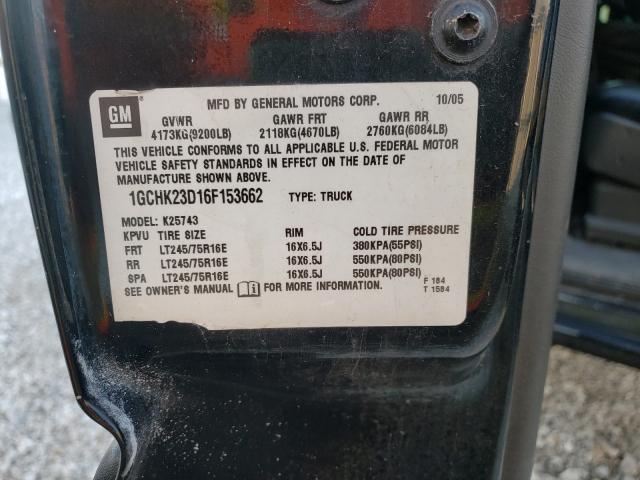 GM
MFD BY GENERAL MOTORS CORP. 10/05
GVWR GAWR FRT GAWR RR
4173KG(9200LB) 2118KG(4670LB) 2760KG(6084LB)
THIS VEHICLE CONFORMS TO ALL APPLICABLE U.S. FEDERAL MOTOR
VEHICLE SAFETY STANDARDS IN EFFECT ON THE DATE OF
MANUFACTURE SHOWN ABOVE.
1GCHK23D16F153662 TYPE: TRUCK
MODEL: K25743
KPVU TIRE SIZE RIM COLD TIRE PRESSURE
FRT LT245/75R16E 16X6.5J 380KPA(55PSI)
RR LT245/75R16E 16X6.5J 550KPA(80PSI)
SPA LT245/75R16E 16X6.5J 550KPA(80PSI)
SEE OWNER'S MANUAL i FOR MORE INFORMATION.
F 184
T 1584